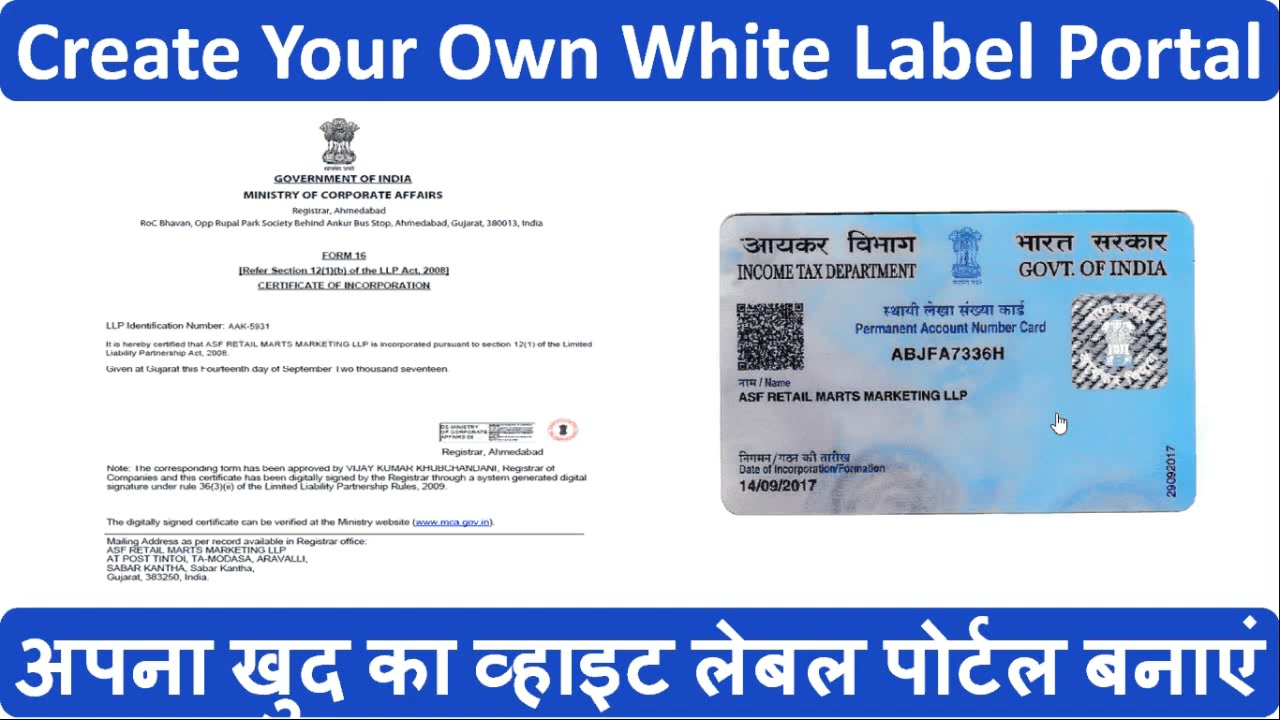 Create Your Own White Label Portal
सत्यमेव जयते
GOVERNMENT OF INDIA
MINISTRY OF CORPORATE AFFAIRS
Registrar, Ahmedabad
RoC Bhavan, Opp Rupal Park Society Behind Ankur Bus Stop, Ahmedabad, Gujarat, 380013, India
FORM 16
[Refer Section 12(1)(b) of the LLP Act, 2008]
CERTIFICATE OF INCORPORATION
LLP Identification Number: AAK-5931
It is hereby certified that ASF RETAIL MARTS MARKETING LLP is incorporated pursuant to section 12(1) of the Limited
Liability Partnership Act, 2008.
Given at Gujarat this Fourteenth day of September Two thousand seventeen.
DS MINISTRY
OF CORPORATE
AFFAIRS
Registrar, Ahmedabad
Note: The corresponding form has been approved by VIJAY KUMAR KHUBCHANDANI, Registrar of
Companies and this certificate has been digitally signed by the Registrar through a system generated digital
signature under rule 36(3)(ii) of the Limited Liability Partnership Rules, 2009.
The digitally signed certificate can be verified at the Ministry website (www.mca.gov.in).
Mailing Address as per record available in Registrar office:
ASF RETAIL MARTS MARKETING LLP
AT POST TINTOI, TA-MODASA, ARAVALLI,
SABAR KANTHA, Sabar Kantha,
Gujarat, 383250, India.
आयकर विभाग
INCOME TAX DEPARTMENT
भारत सरकार
GOVT. OF INDIA
स्थायी लेखा संख्या कार्ड
Permanent Account Number Card
ABJFA7336H
नाम / Name
ASF RETAIL MARTS MARKETING LLP
निगमन/गठन की तारीख
Date of Incorporation/Formation
14/09/2017
29092017
अपना खुद का व्हाइट लेबल पोर्टल बनाएं